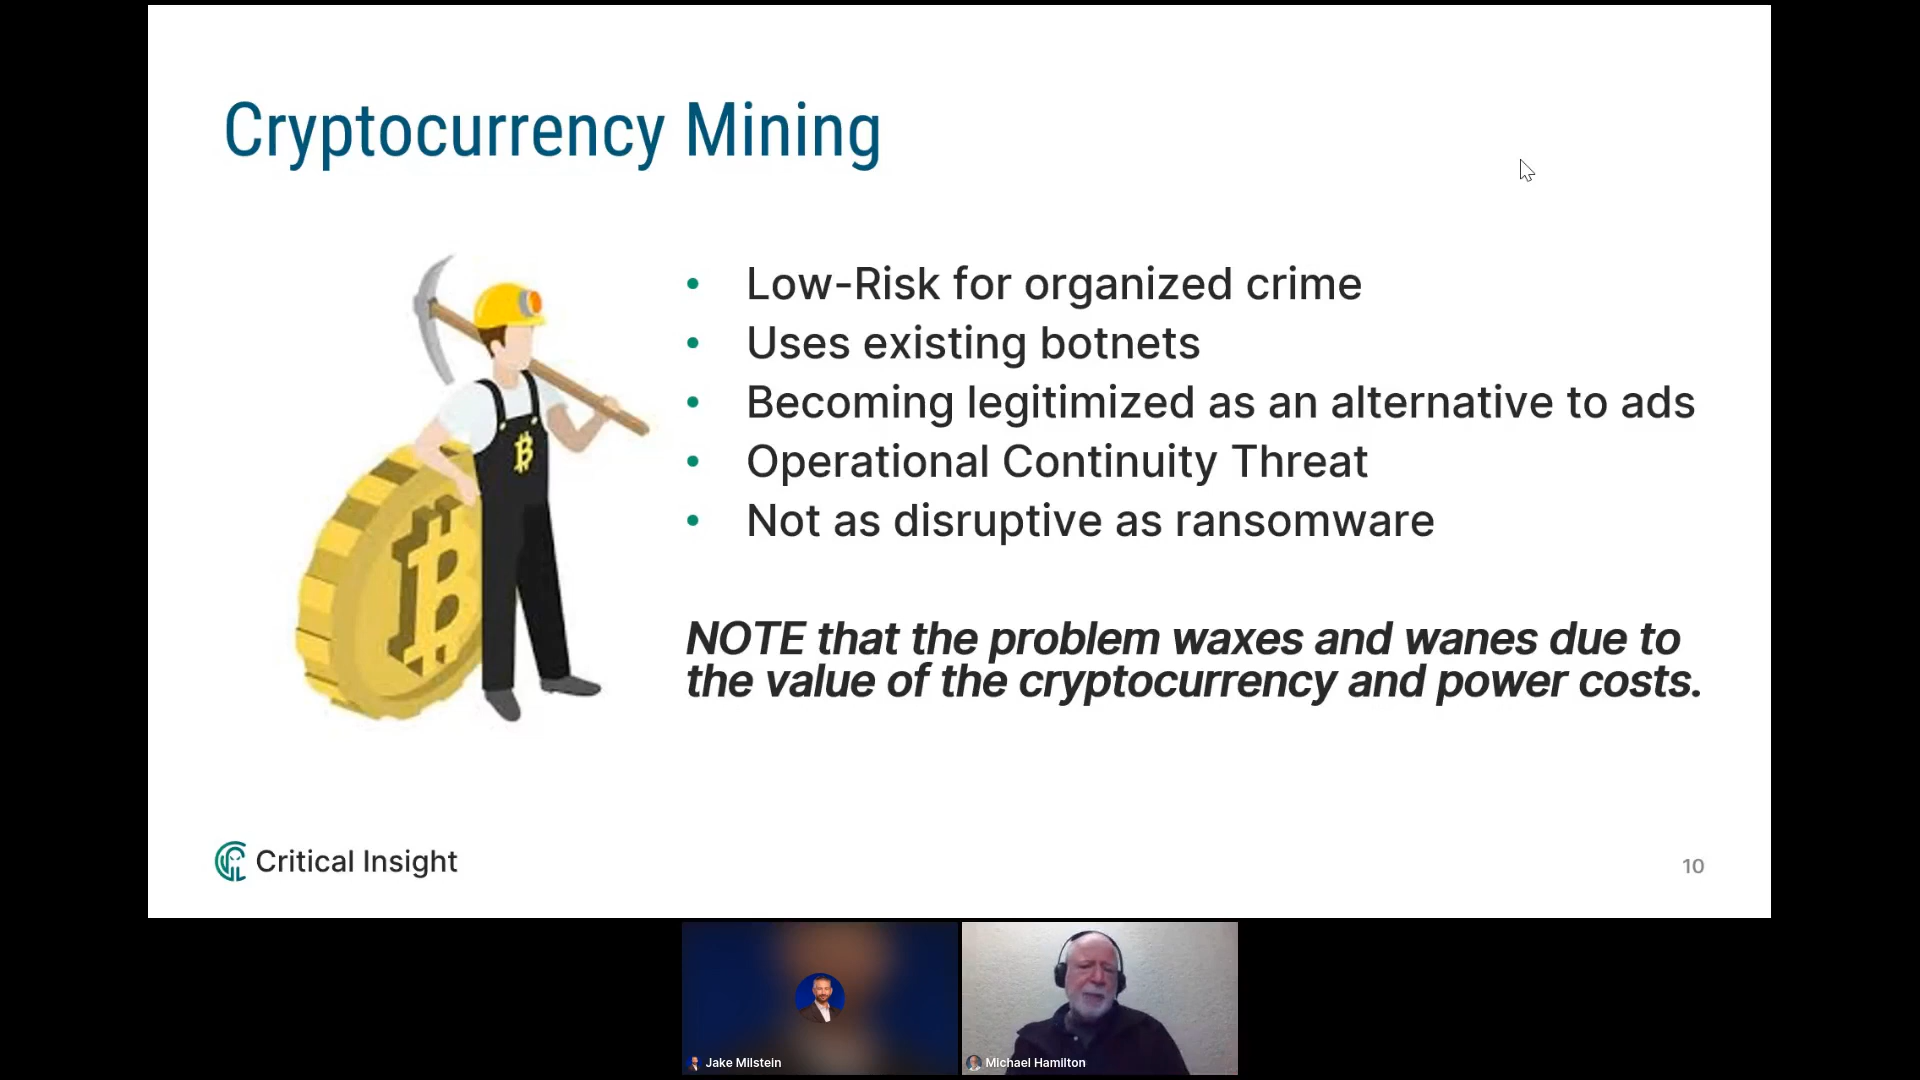 Cryptocurrency Mining
• Low-Risk for organized crime
• Uses existing botnets
• Becoming legitimized as an alternative to ads
• Operational Continuity Threat
• Not as disruptive as ransomware
NOTE that the problem waxes and wanes due to
the value of the cryptocurrency and power costs.
Critical Insight
10
Jake Milstein
Michael Hamilton